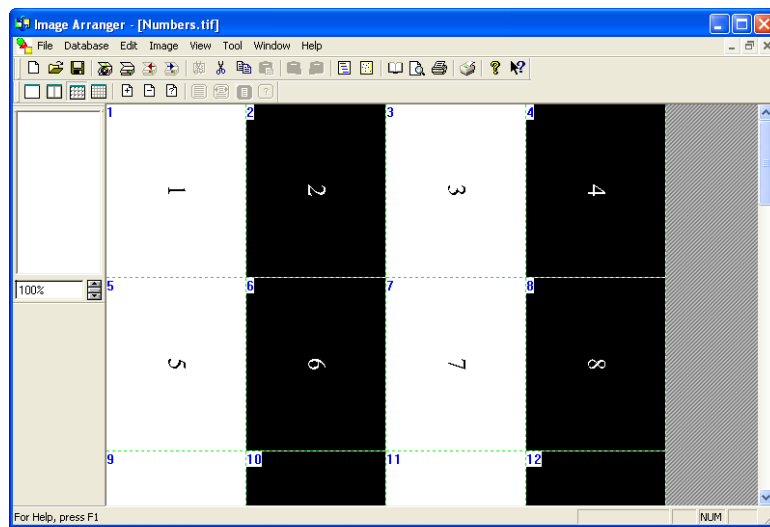 Image Arranger - [Numbers.tif]
File Database Edit Image View Tool Window Help
1 2 3 4
1 2 3 4
100%
5 6 7 8
5 6 7 8
9 10 11 12
For Help, press F1 NUM